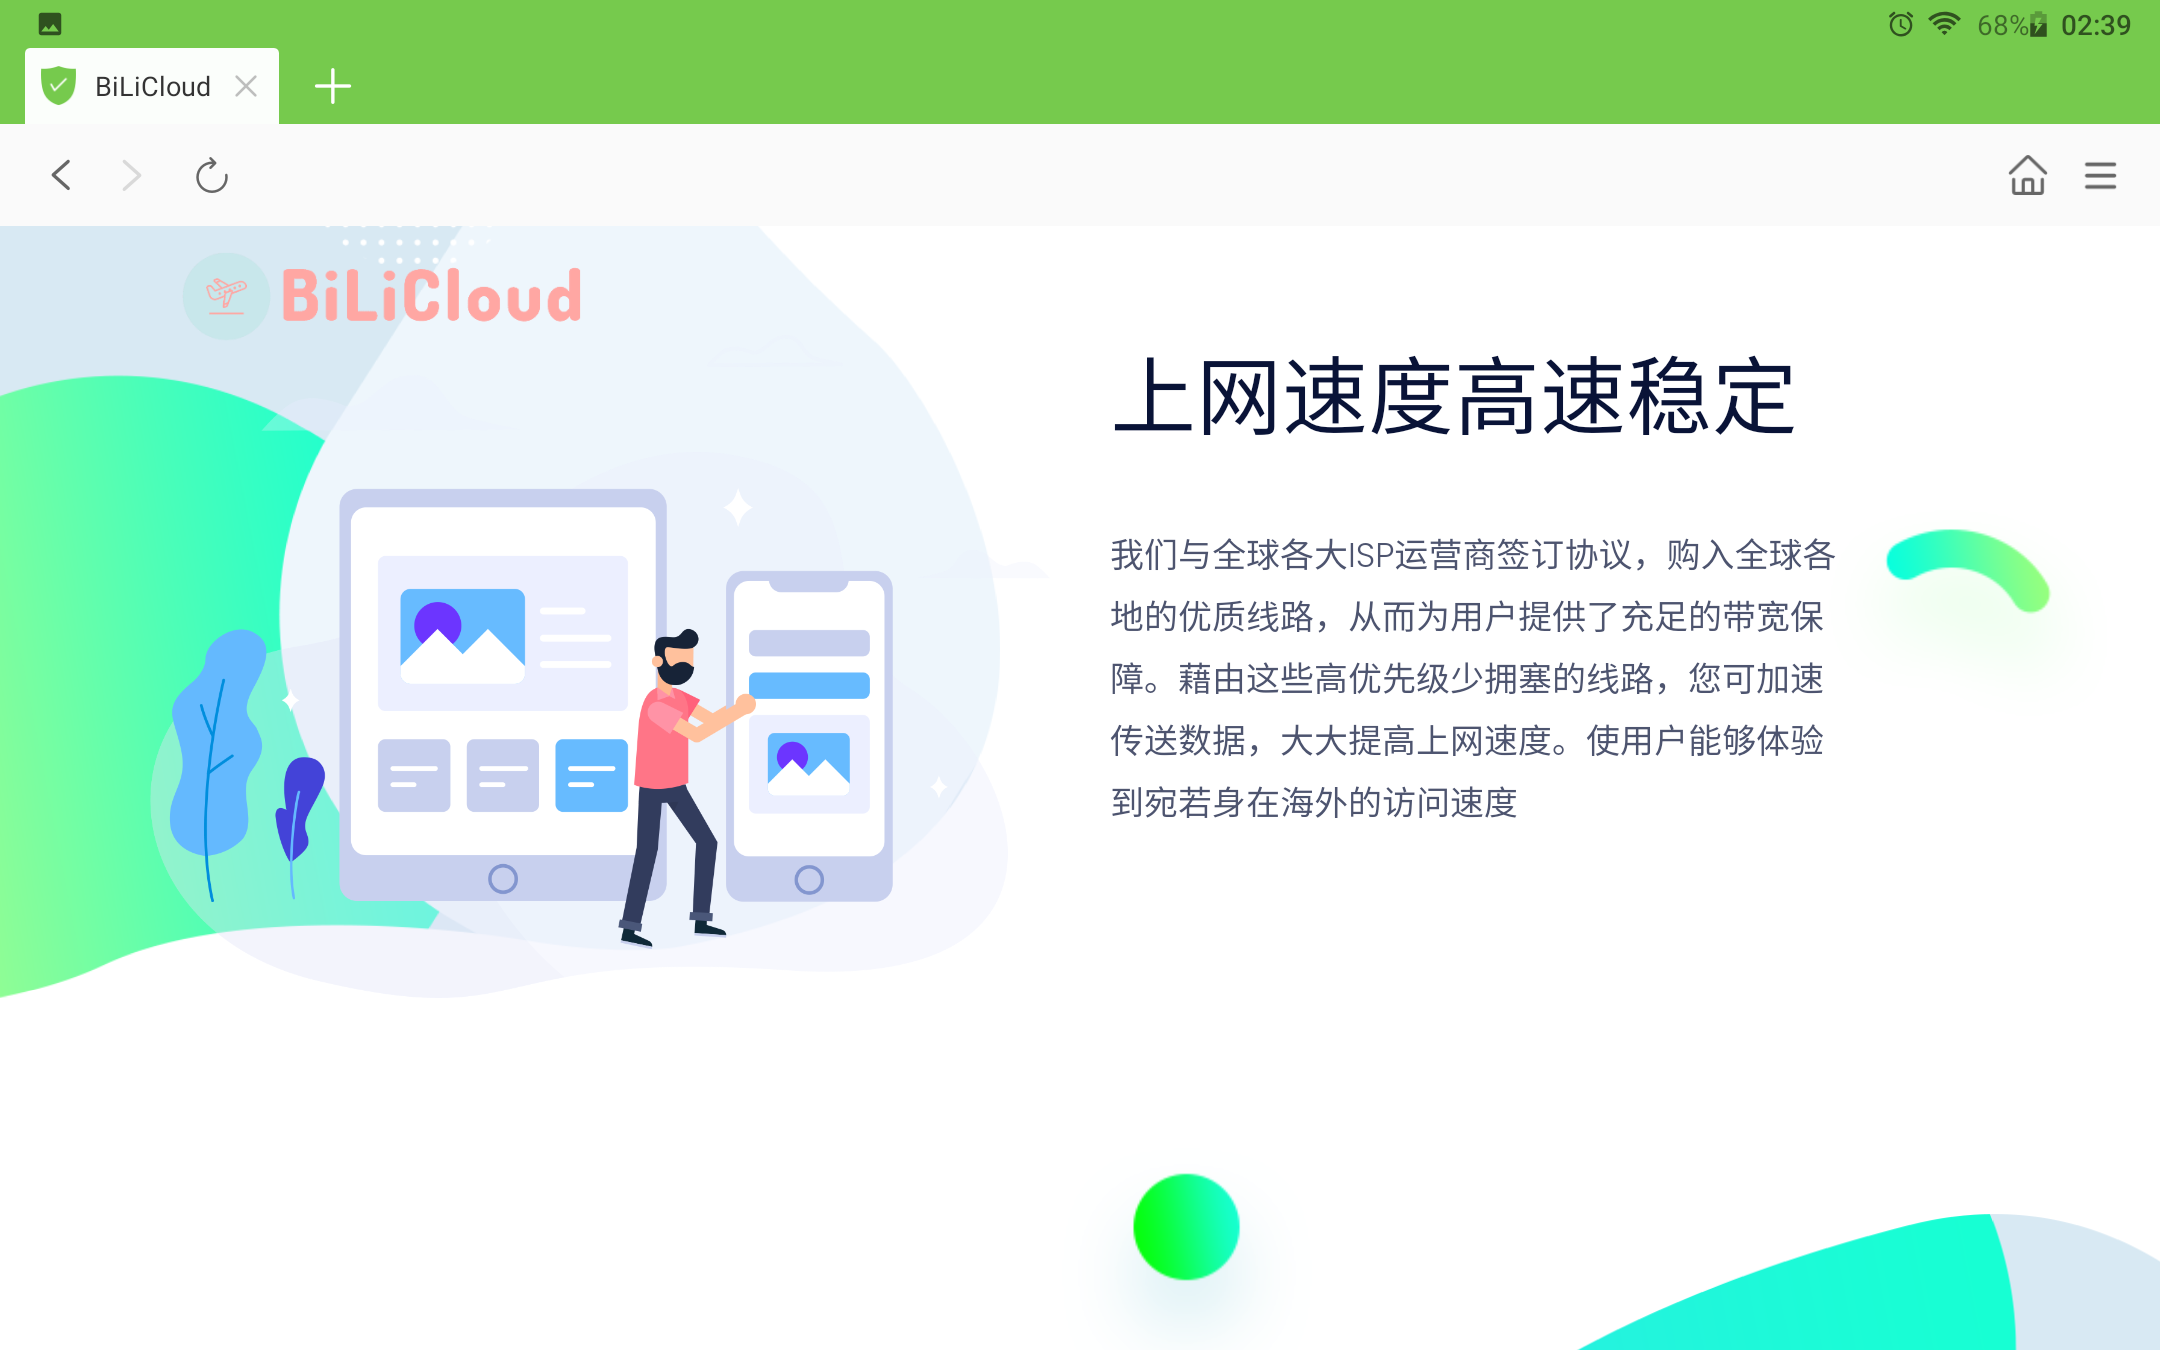 68% 02:39
BiLiCloud
BiLiCloud
上网速度高速稳定
我们与全球各大ISP运营商签订协议，购入全球各
地的优质线路，从而为用户提供了充足的带宽保
障。藉由这些高优先级少拥塞的线路，您可加速
传送数据，大大提高上网速度。使用户能够体验
到宛若身在海外的访问速度